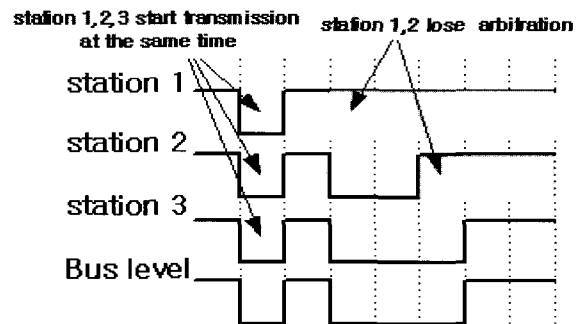 station 1,2,3 start transmission
at the same time
station 1,2 lose arbitration
station 1
station 2
station 3
Bus level